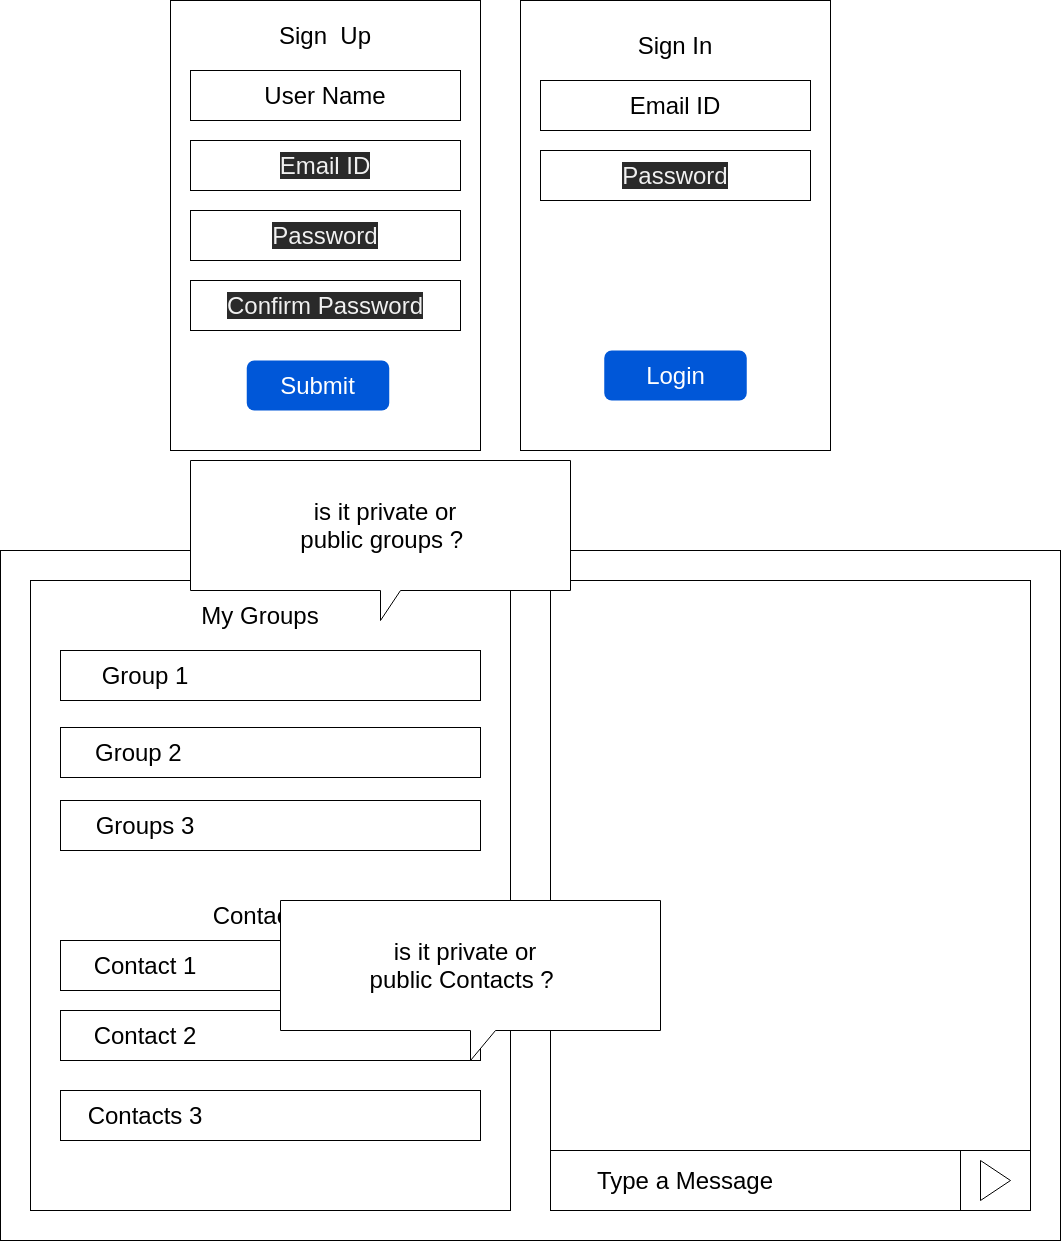 Sign  Up
User Name
Email ID
Password
Confirm Password
Submit
Sign In
Email ID
Password
Login
is it private or
public groups ?
My Groups
Group 1
Group 2
Groups 3
Contac
is it private or
public Contacts ?
Contact 1
Contact 2
Contacts 3
Type a Message